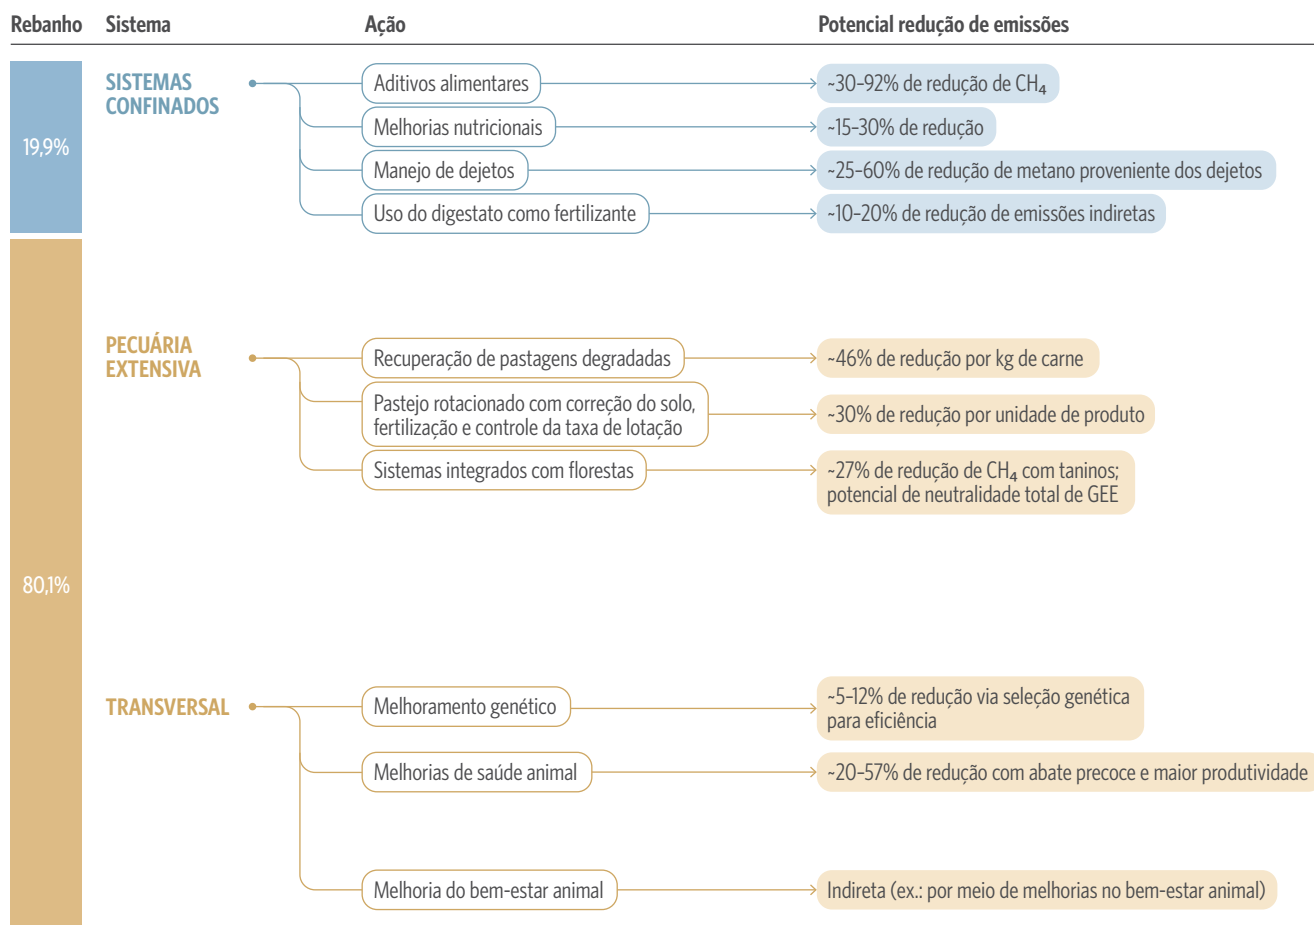 Rebanho Sistema Ação Potencial redução de emissões
19,9%
SISTEMAS
CONFINADOS
Aditivos alimentares
~30–92% de redução de CH₄
Melhorias nutricionais
~15–30% de redução
Manejo de dejetos
~25–60% de redução de metano proveniente dos dejetos
Uso do digestato como fertilizante
~10–20% de redução de emissões indiretas
80,1%
PECUÁRIA
EXTENSIVA
Recuperação de pastagens degradadas
~46% de redução por kg de carne
Pastejo rotacionado com correção do solo,
fertilização e controle da taxa de lotação
~30% de redução por unidade de produto
Sistemas integrados com florestas
~27% de redução de CH₄ com taninos;
potencial de neutralidade total de GEE
TRANSVERSAL
Melhoramento genético
~5–12% de redução via seleção genética
para eficiência
Melhorias de saúde animal
~20–57% de redução com abate precoce e maior produtividade
Melhoria do bem-estar animal
Indireta (ex.: por meio de melhorias no bem-estar animal)